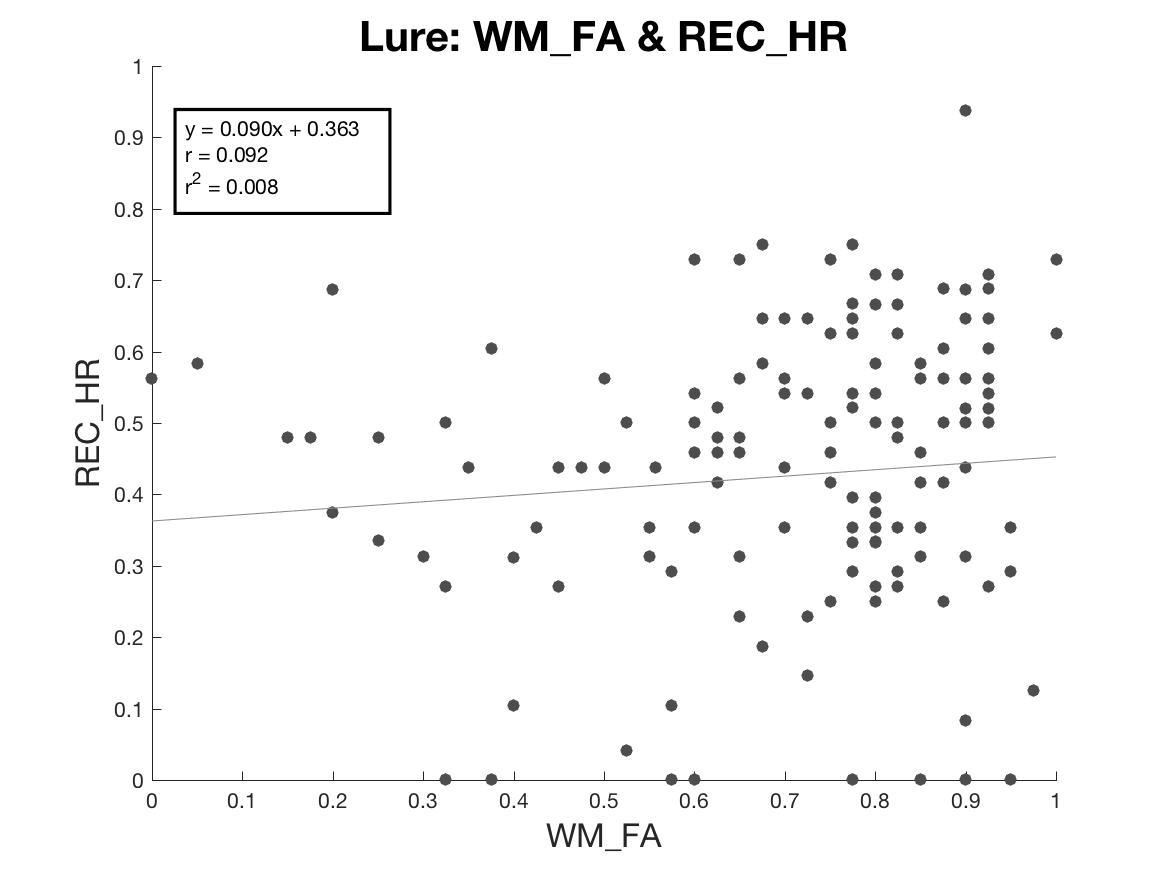 Lure: WM_FA & REC_HR
y = 0.090x + 0.363
r = 0.092
r² = 0.008
1
0.9
0.8
0.7
0.6
0.5
0.4
0.3
0.2
0.1
0
REC_HR
0 0.1 0.2 0.3 0.4 0.5 0.6 0.7 0.8 0.9 1
WM_FA